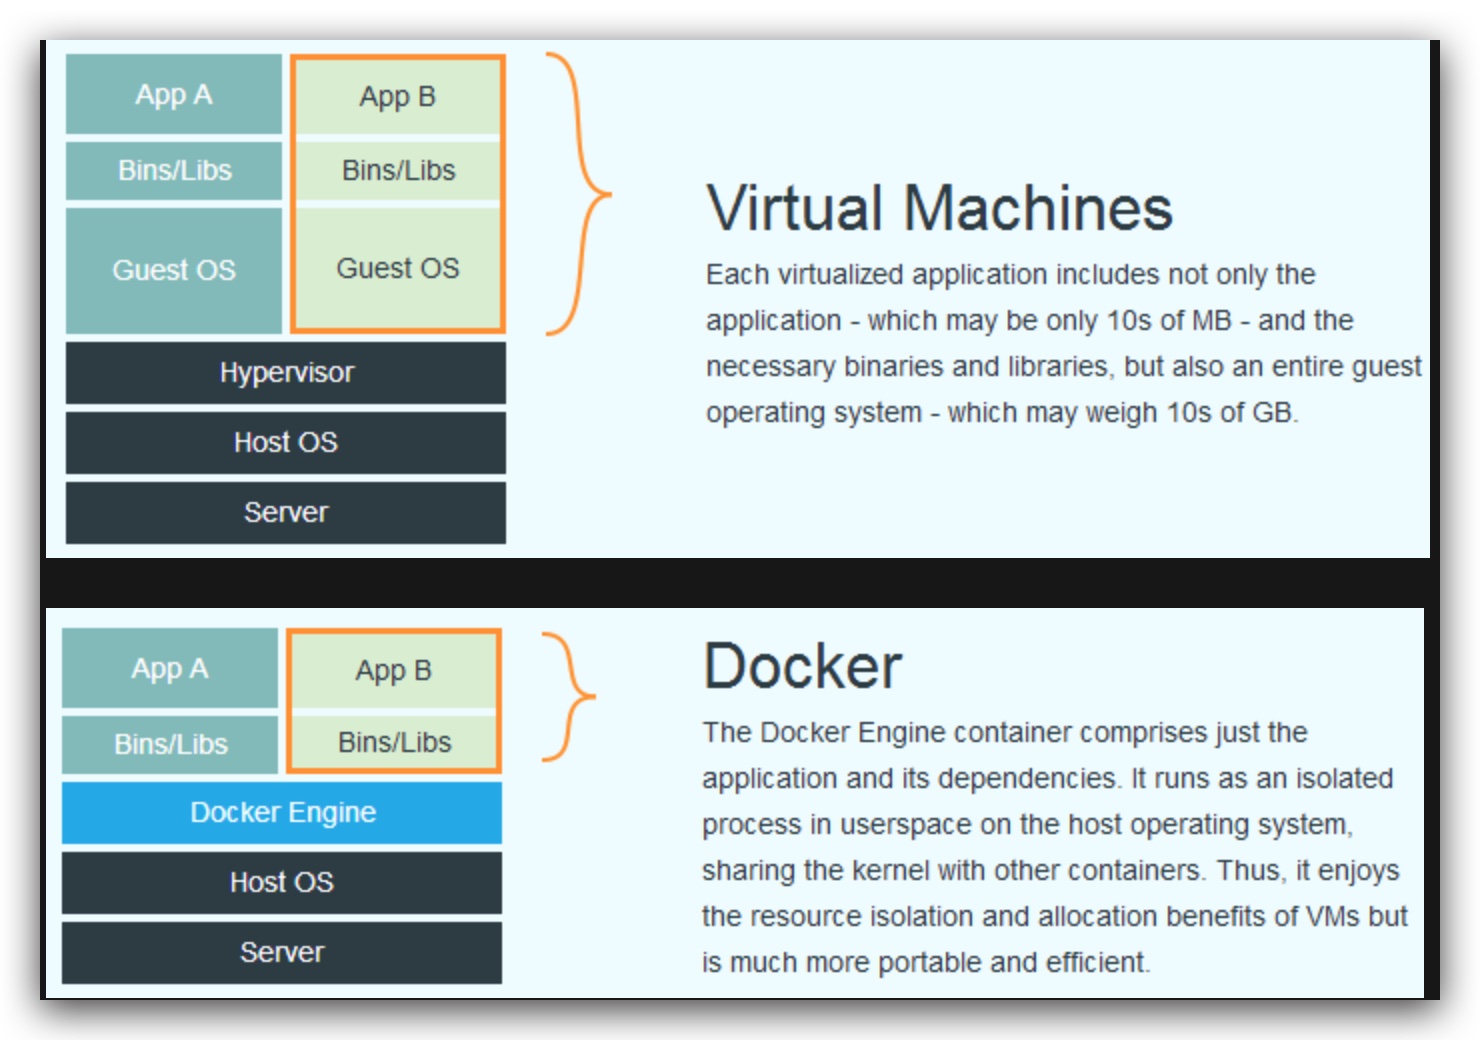 App A
App B
Bins/Libs
Bins/Libs
Guest OS
Guest OS
Hypervisor
Host OS
Server
Virtual Machines
Each virtualized application includes not only the
application - which may be only 10s of MB - and the
necessary binaries and libraries, but also an entire guest
operating system - which may weigh 10s of GB.
App A
App B
Bins/Libs
Bins/Libs
Docker Engine
Host OS
Server
Docker
The Docker Engine container comprises just the
application and its dependencies. It runs as an isolated
process in userspace on the host operating system,
sharing the kernel with other containers. Thus, it enjoys
the resource isolation and allocation benefits of VMs but
is much more portable and efficient.